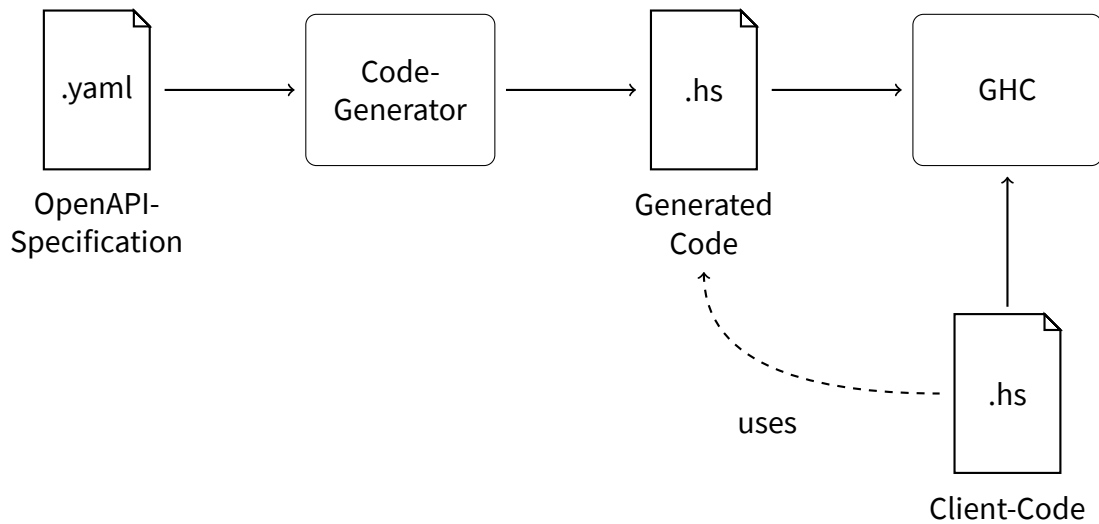 .yaml
Code-
Generator
.hs
GHC
OpenAPI-
Specification
Generated
Code
uses
.hs
Client-Code